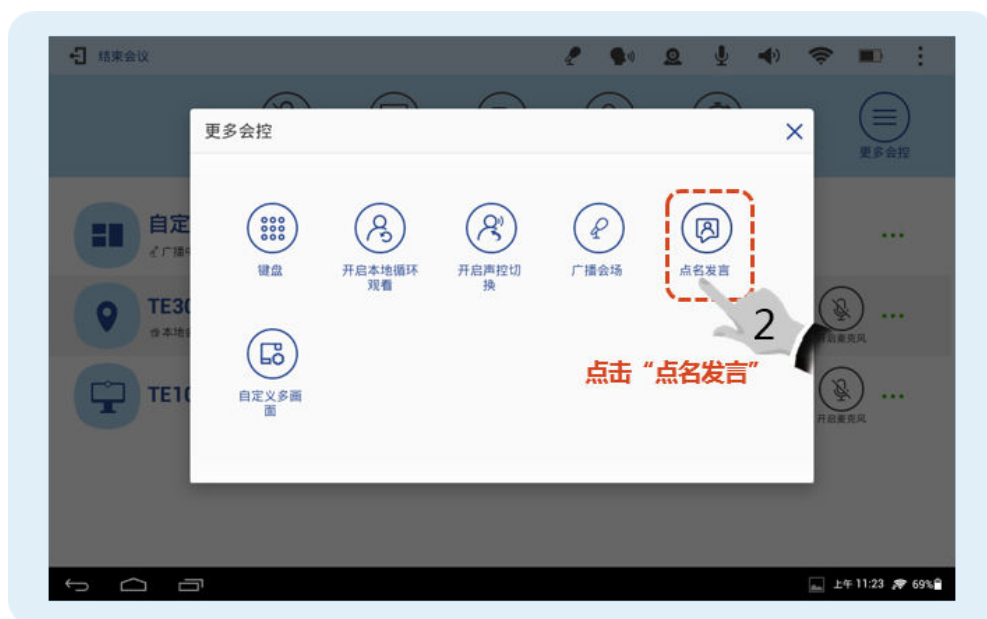 结束会议
更多会控
更多会控
自定
广播中
键盘
开启本地循环
观看
开启声控切
换
广播会场
点名发言
TE30
本地会
开启麦克风
2
点击“点名发言”
自定义多画
面
TE10
开启麦克风
上午 11:23
69%